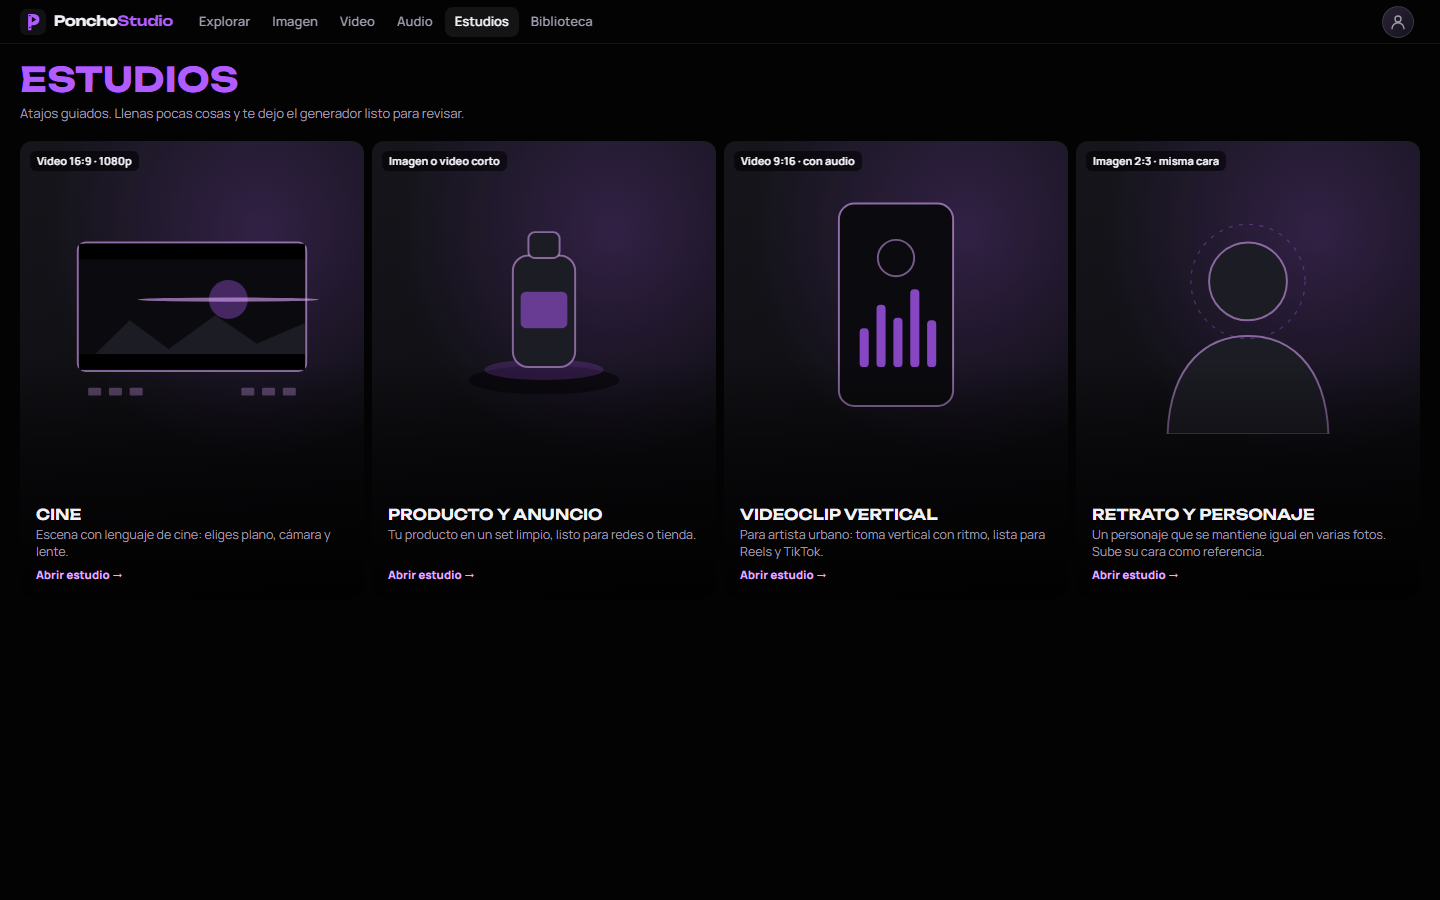 PonchoStudio Explorar Imagen Video Audio Estudios Biblioteca
ESTUDIOS
Atajos guiados. Llenas pocas cosas y te dejo el generador listo para revisar.
Video 16:9 · 1080p
CINE
Escena con lenguaje de cine: eliges plano, cámara y
lente.
Abrir estudio →
Imagen o video corto
PRODUCTO Y ANUNCIO
Tu producto en un set limpio, listo para redes o tienda.
Abrir estudio →
Video 9:16 · con audio
VIDEOCLIP VERTICAL
Para artista urbano: toma vertical con ritmo, lista para
Reels y TikTok.
Abrir estudio →
Imagen 2:3 · misma cara
RETRATO Y PERSONAJE
Un personaje que se mantiene igual en varias fotos.
Sube su cara como referencia.
Abrir estudio →